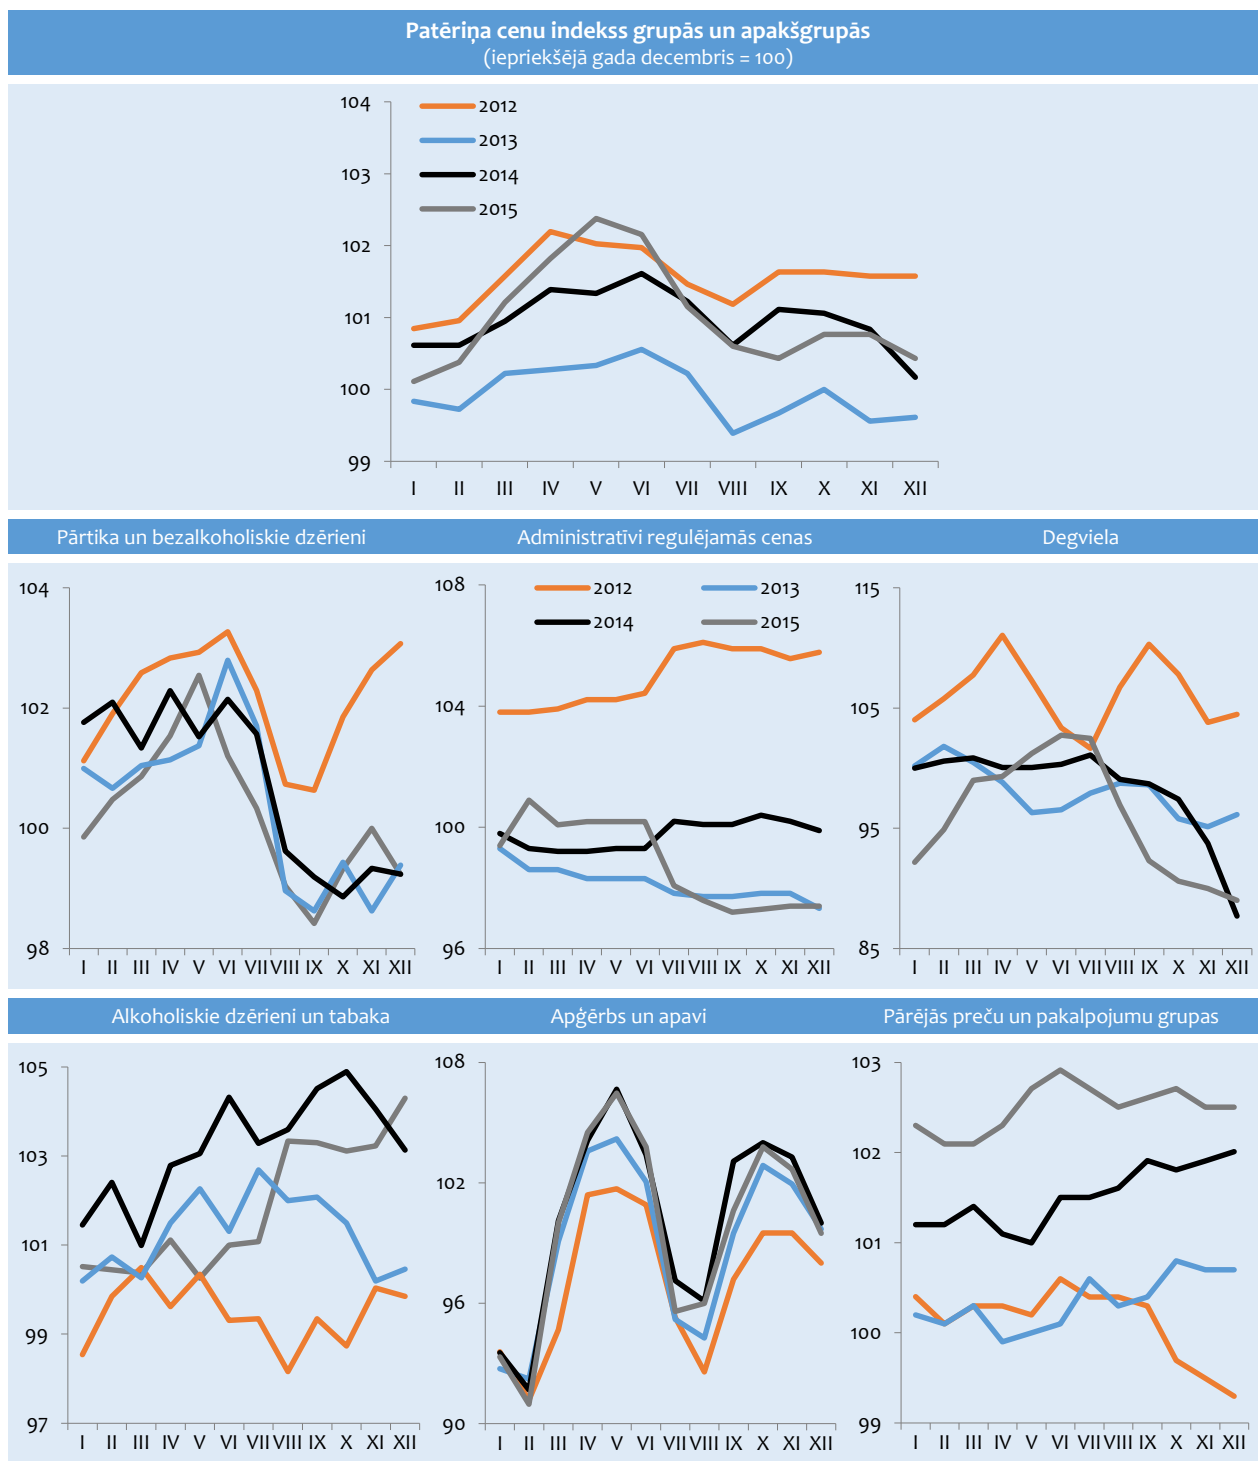 Patēriņa cenu indekss grupās un apakšgrupās
(iepriekšējā gada decembris = 100)
104
103
102
101
100
99
2012
2013
2014
2015
I II III IV V VI VII VIII IX X XI XII
Pārtika un bezalkoholiskie dzērieni
Administratīvi regulējamās cenas
Degviela
104
102
100
98
I II III IV V VI VII VIII IX X XI XII
108
104
100
96
2012 2013
2014 2015
I II III IV V VI VII VIII IX X XI XII
115
105
95
85
I II III IV V VI VII VIII IX X XI XII
Alkoholiskie dzērieni un tabaka
Apģērbs un apavi
Pārējās preču un pakalpojumu grupas
105
103
101
99
97
I II III IV V VI VII VIII IX X XI XII
108
102
96
90
I II III IV V VI VII VIII IX X XI XII
103
102
101
100
99
I II III IV V VI VII VIII IX X XI XII